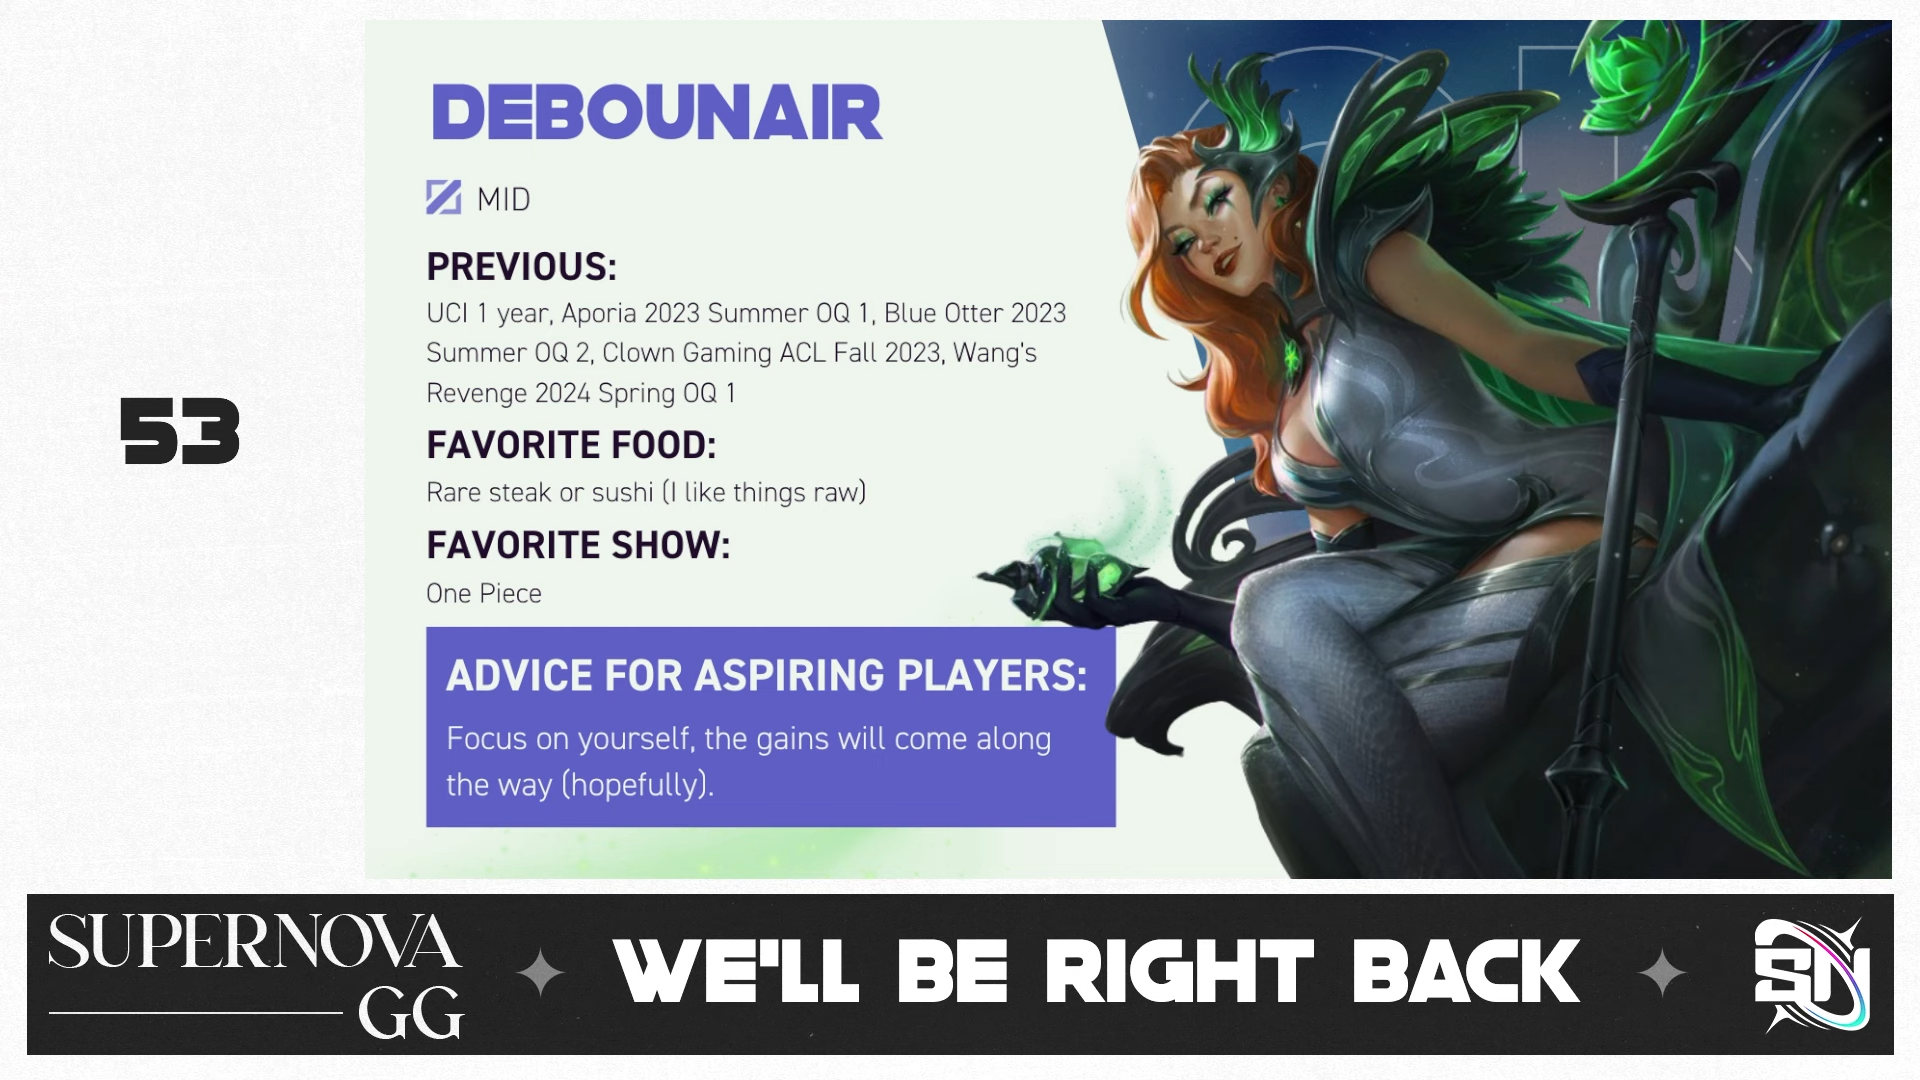 53
DEBOUNAIR
MID
PREVIOUS:
UCI 1 year, Aporia 2023 Summer OQ 1, Blue Otter 2023
Summer OQ 2, Clown Gaming ACL Fall 2023, Wang's
Revenge 2024 Spring OQ 1
FAVORITE FOOD:
Rare steak or sushi (I like things raw)
FAVORITE SHOW:
One Piece
ADVICE FOR ASPIRING PLAYERS:
Focus on yourself, the gains will come along
the way (hopefully).
SUPERNOVA
GG
WE'LL BE RIGHT BACK
SN